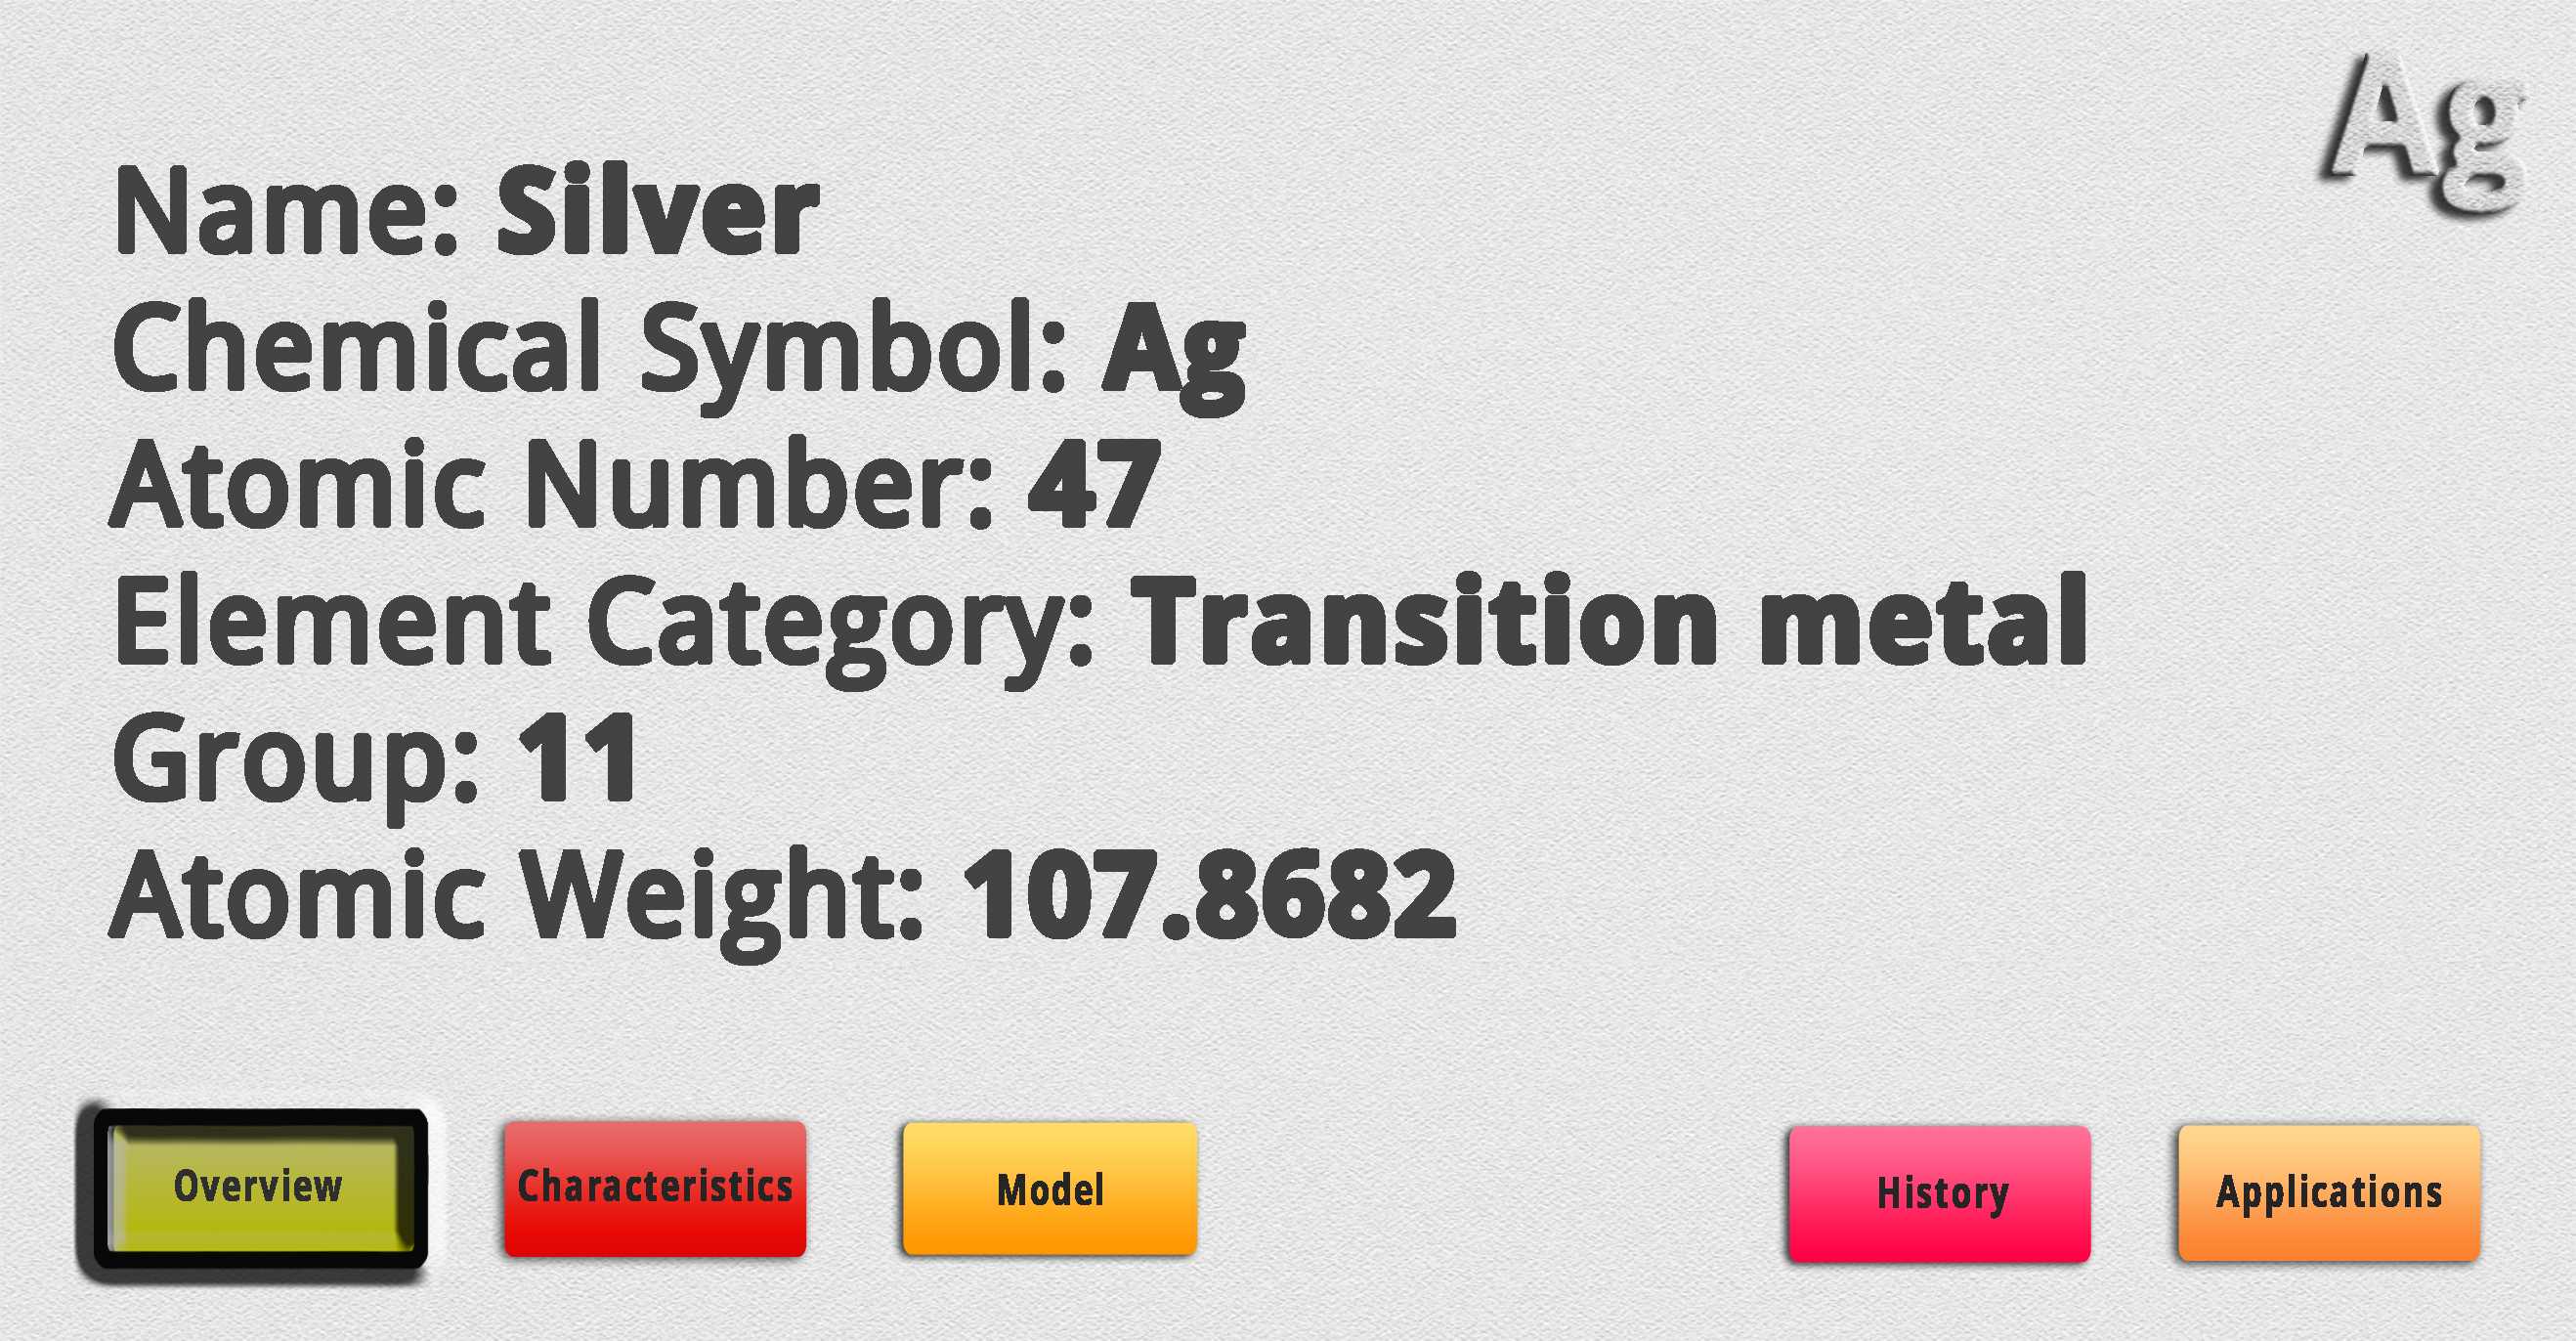 Ag
Name: Silver
Chemical Symbol: Ag
Atomic Number: 47
Element Category: Transition metal
Group: 11
Atomic Weight: 107.8682
Overview
Characteristics
Model
History
Applications